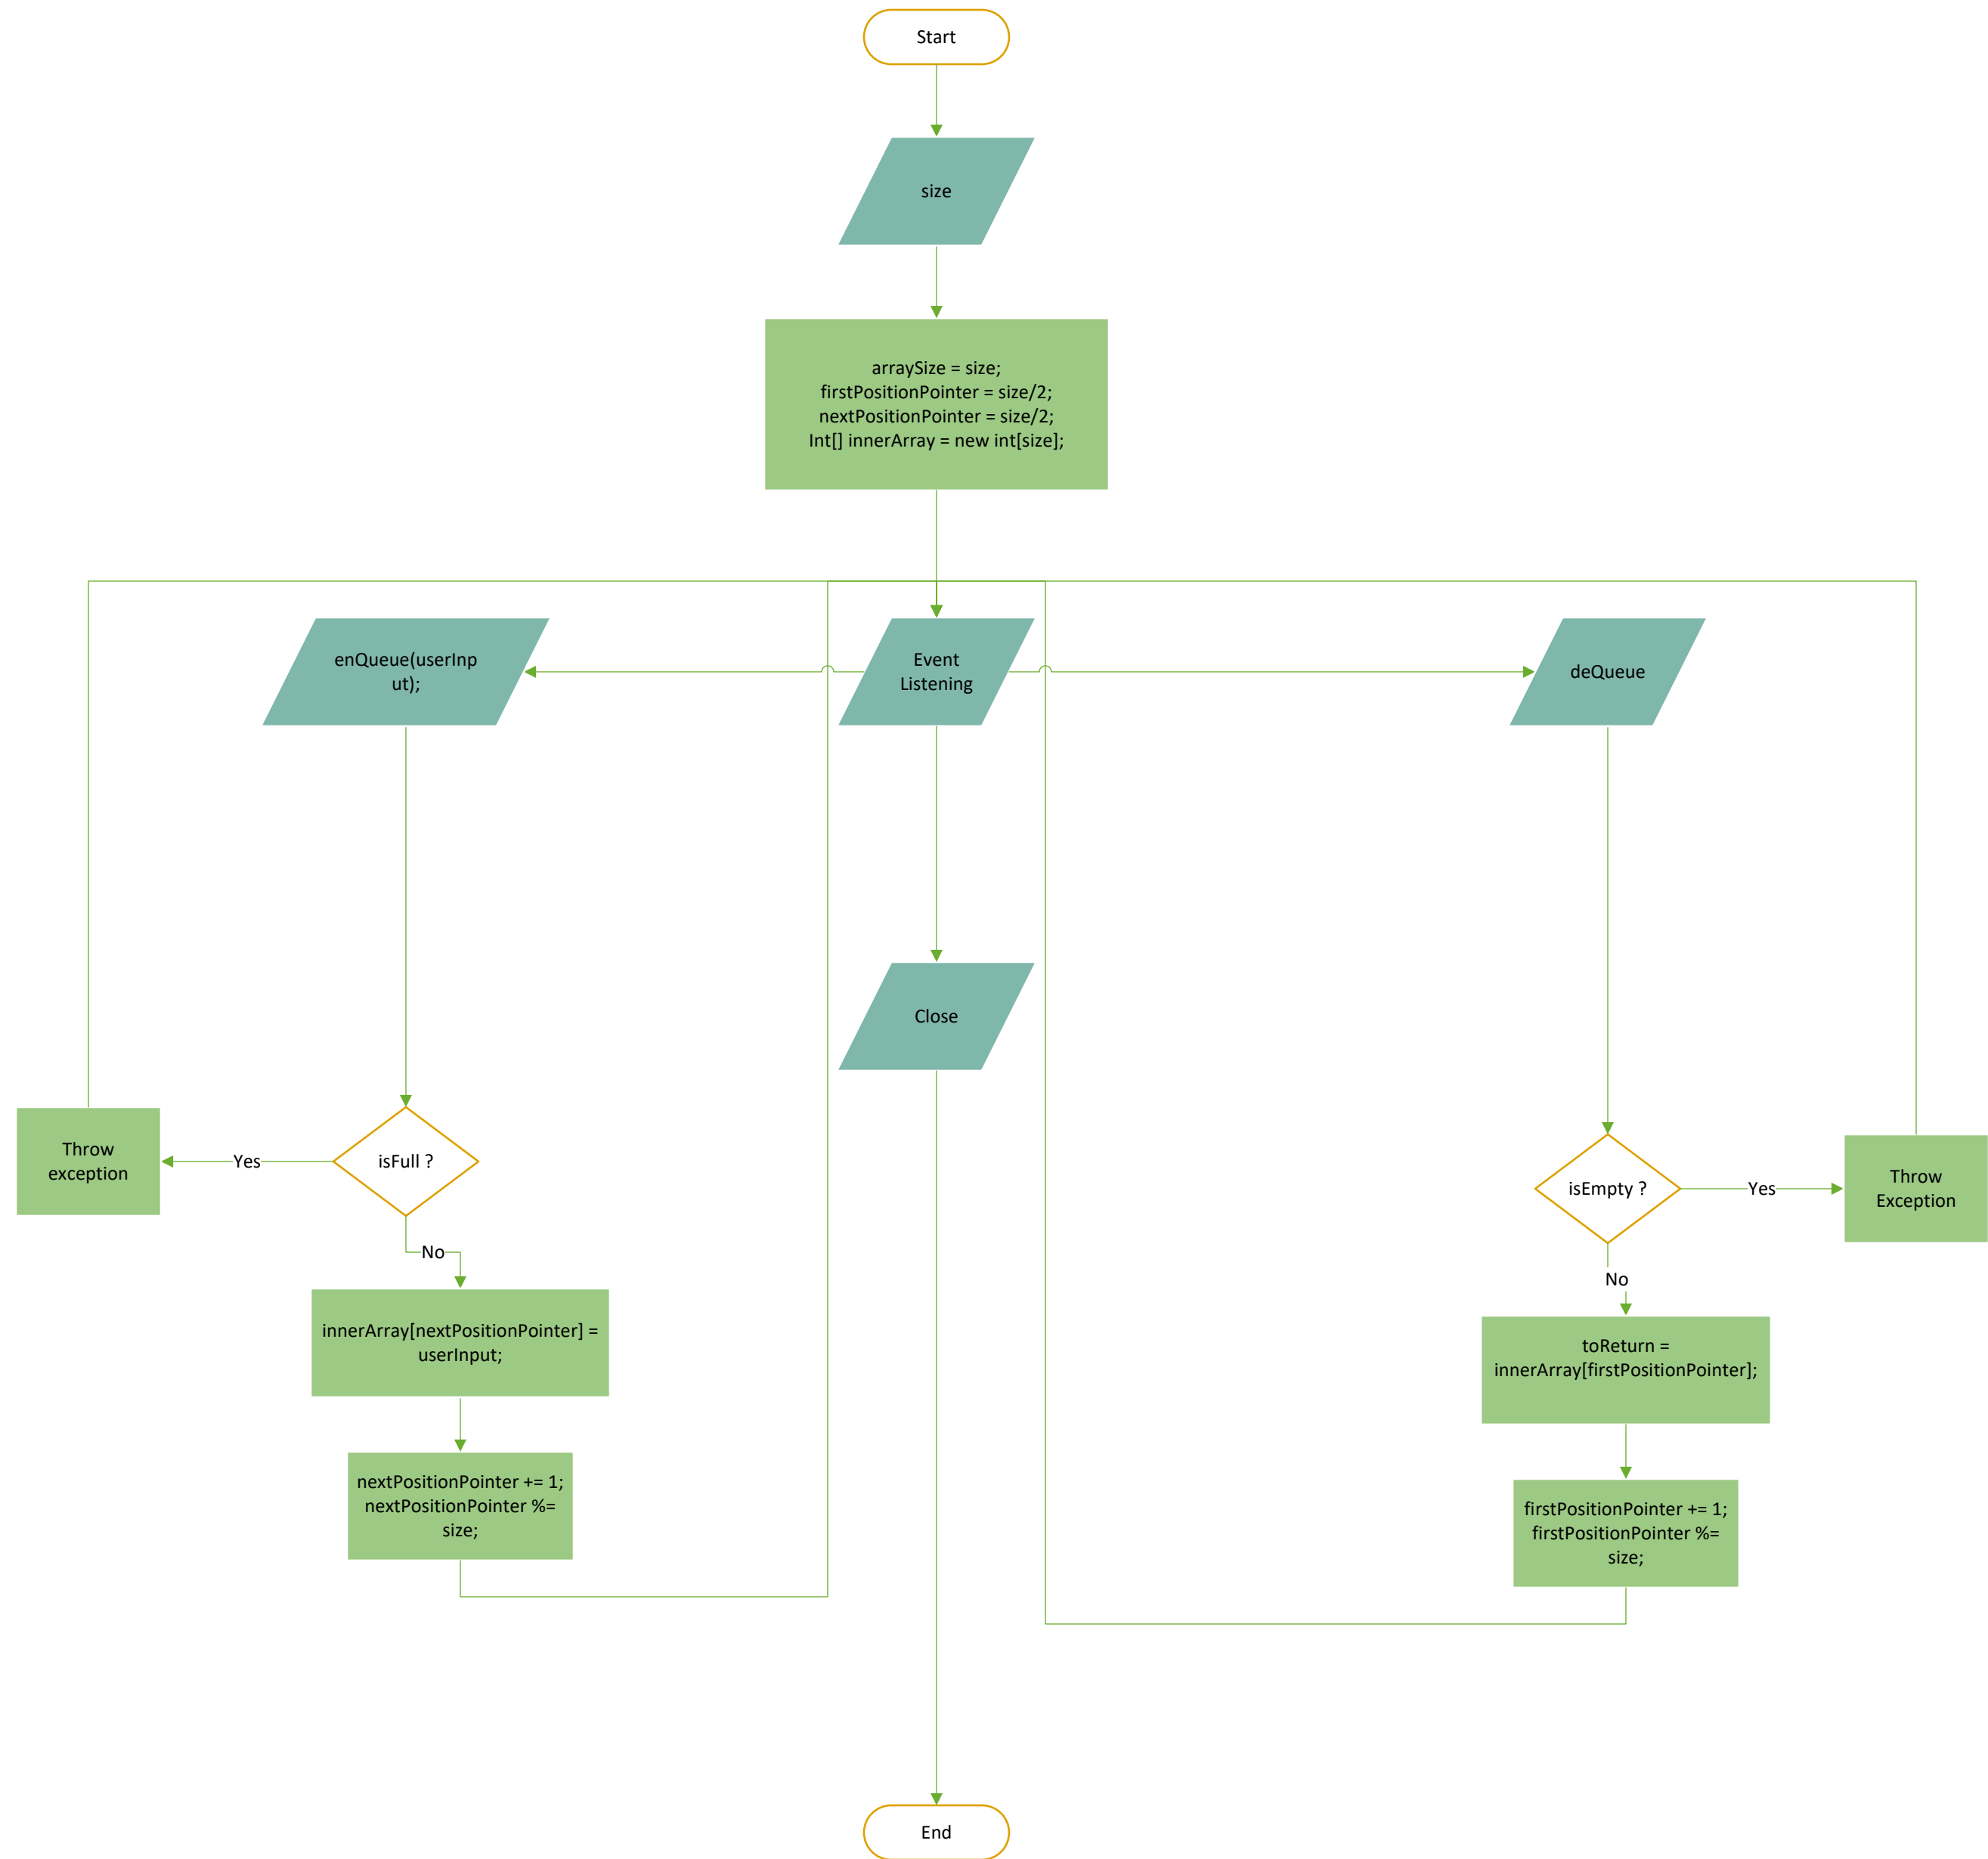 Start
size
arraySize = size;
firstPositionPointer = size/2;
nextPositionPointer = size/2;
Int[] innerArray = new int[size];
enQueue(userInp
ut);
Event
Listening
deQueue
Close
Throw
exception
Yes
isFull ?
isEmpty ?
Yes
Throw
Exception
No
No
innerArray[nextPositionPointer] =
userInput;
toReturn =
innerArray[firstPositionPointer];
nextPositionPointer += 1;
nextPositionPointer %=
size;
firstPositionPointer += 1;
firstPositionPointer %=
size;
End